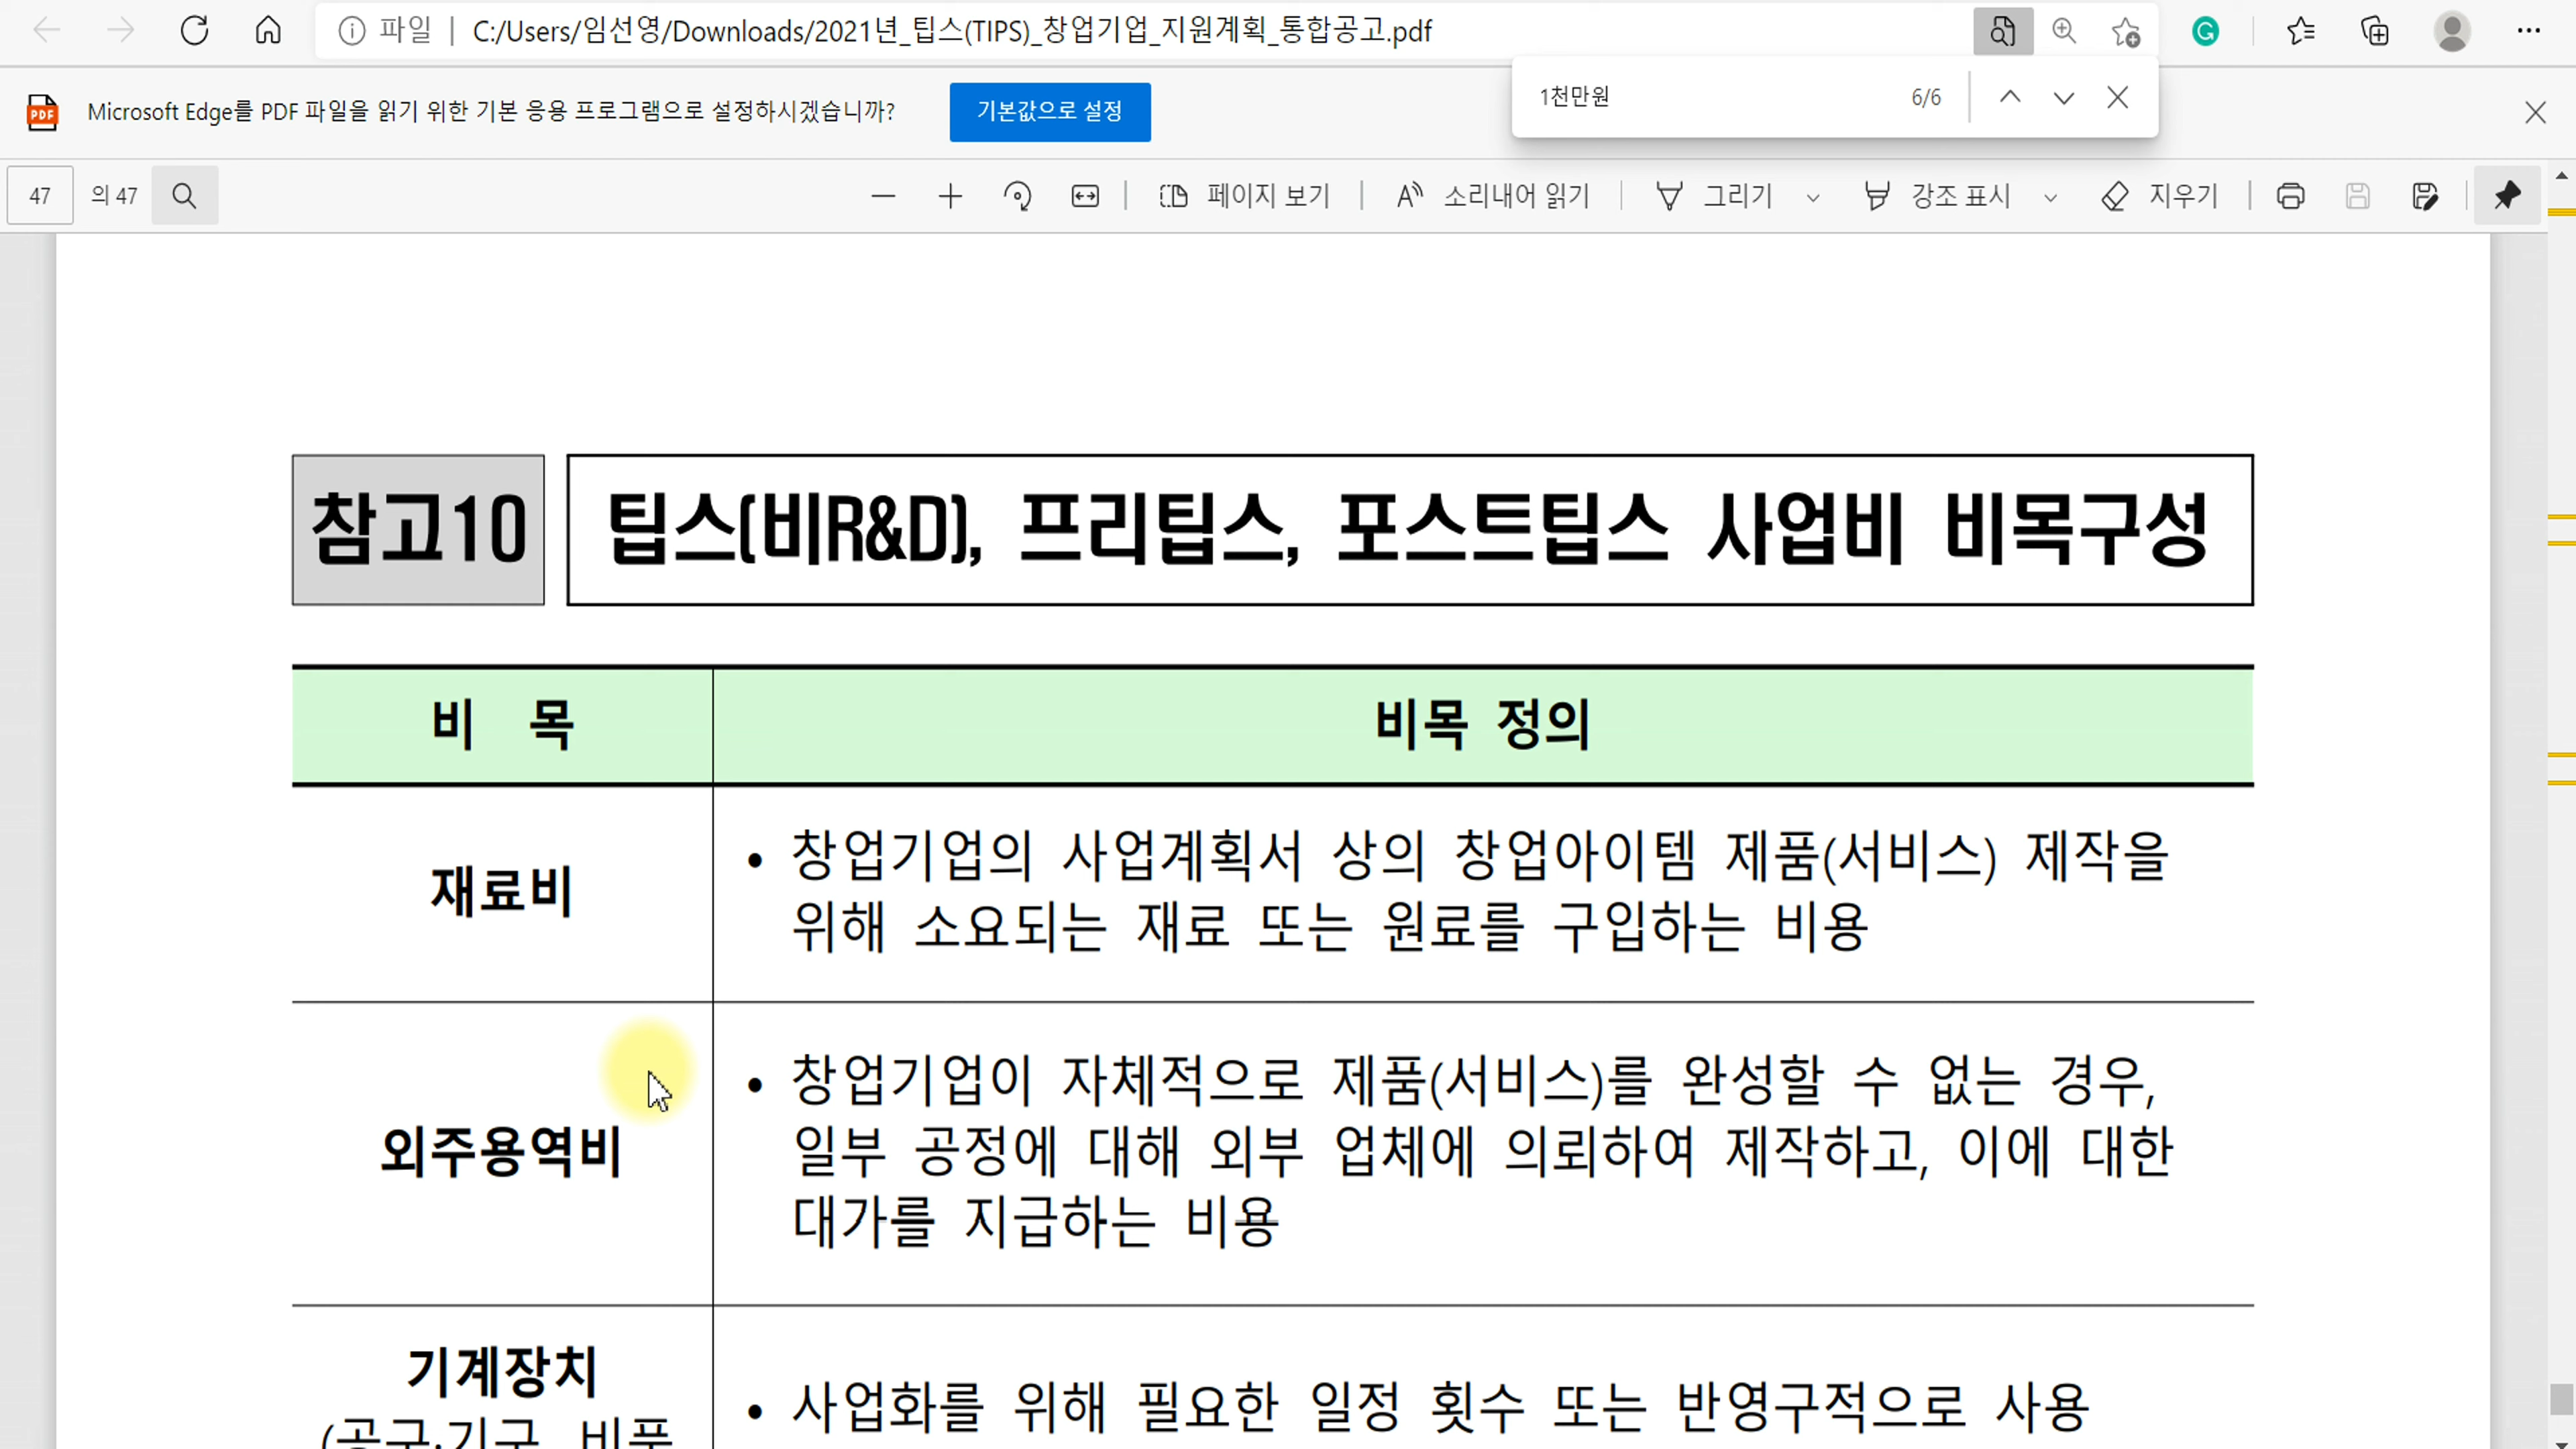 파일 | C:/Users/임선영/Downloads/2021년_팁스(TIPS)_창업기업_지원계획_통합공고.pdf
1천만원 6/6
Microsoft Edge를 PDF 파일을 읽기 위한 기본 응용 프로그램으로 설정하시겠습니까? 기본값으로 설정
47 의 47 페이지 보기 소리내어 읽기 그리기 강조 표시 지우기
참고10 팁스(비R&D), 프리팁스, 포스트팁스 사업비 비목구성
비 목 비목 정의
재료비
• 창업기업의 사업계획서 상의 창업아이템 제품(서비스) 제작을
위해 소요되는 재료 또는 원료를 구입하는 비용
외주용역비
• 창업기업이 자체적으로 제품(서비스)를 완성할 수 없는 경우,
일부 공정에 대해 외부 업체에 의뢰하여 제작하고, 이에 대한
대가를 지급하는 비용
기계장치
(공구·기구, 비품
• 사업화를 위해 필요한 일정 횟수 또는 반영구적으로 사용